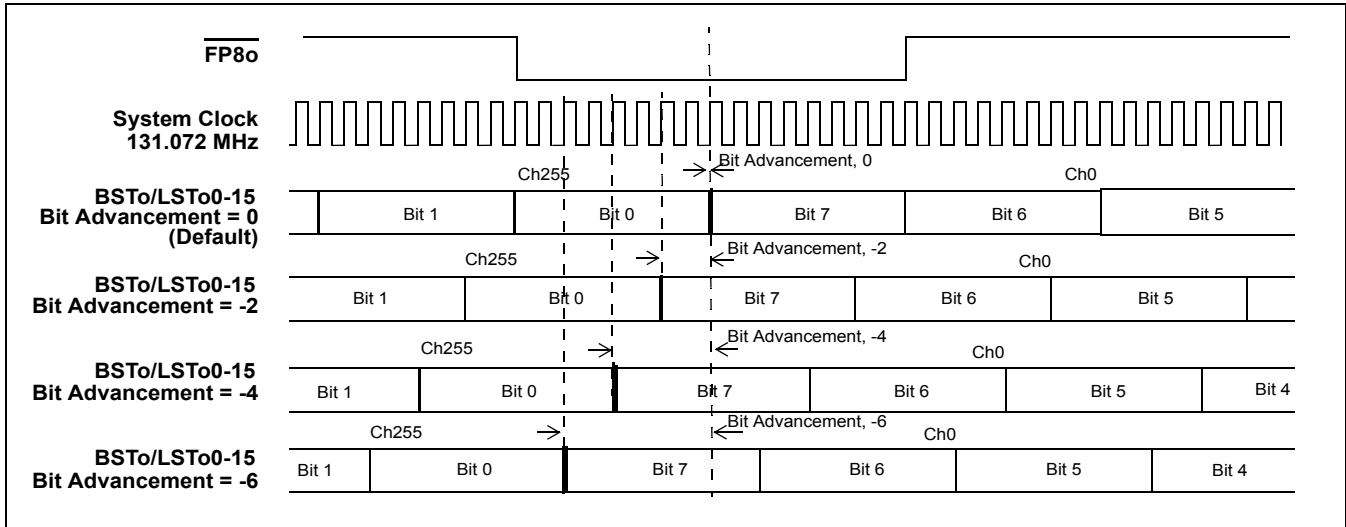 FP8o
System Clock
131.072 MHz
Bit Advancement, 0
Ch255
Ch0
BSTo/LSTo0-15
Bit Advancement = 0
(Default)
Bit 1
Bit 0
Bit 7
Bit 6
Bit 5
Bit Advancement, -2
Ch255
Ch0
BSTo/LSTo0-15
Bit Advancement = -2
Bit 1
Bit 0
Bit 7
Bit 6
Bit 5
Bit Advancement, -4
Ch255
Ch0
BSTo/LSTo0-15
Bit Advancement = -4
Bit 1
Bit 0
Bit 7
Bit 6
Bit 5
Bit 4
Bit Advancement, -6
Ch255
Ch0
BSTo/LSTo0-15
Bit Advancement = -6
Bit 1
Bit 0
Bit 7
Bit 6
Bit 5
Bit 4